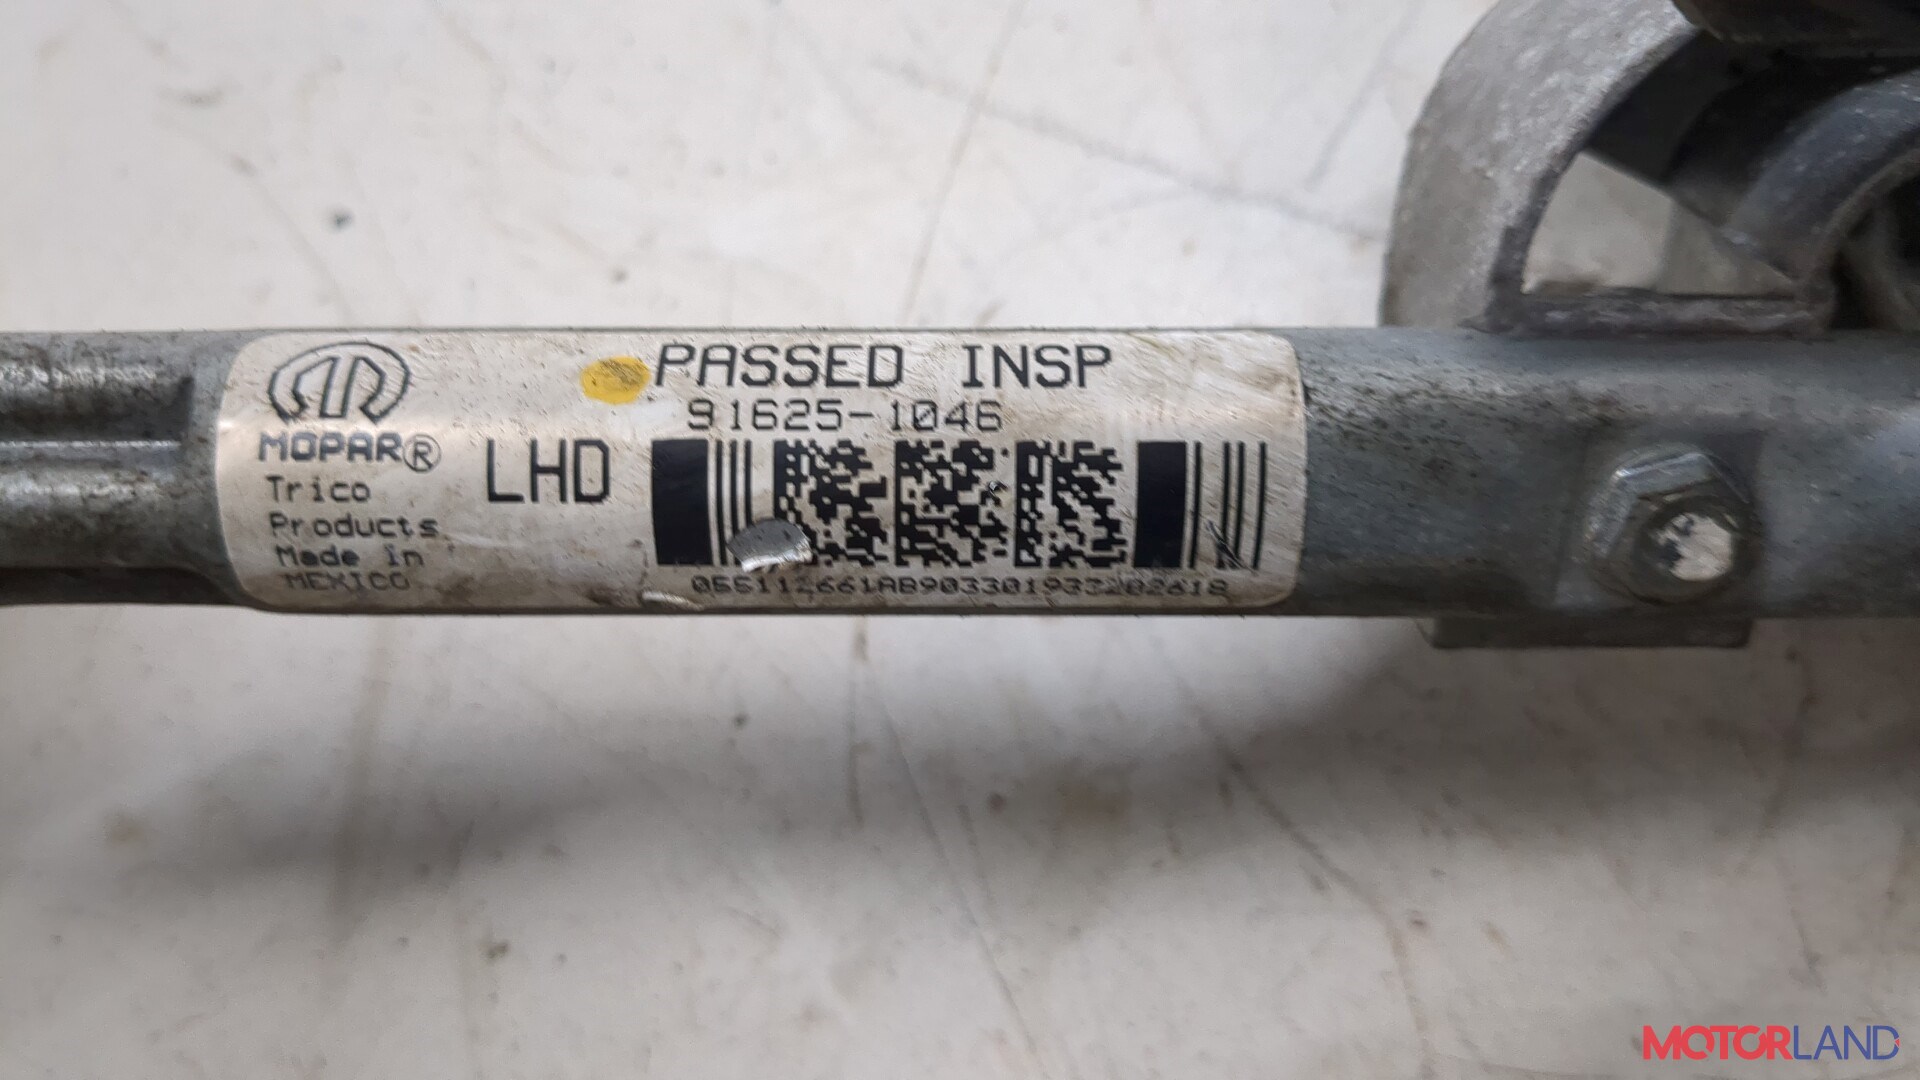 MOPAR®
Trico
Products
Made In
MEXICO
LHD
PASSED INSP
91625-1046
MOTORLAND